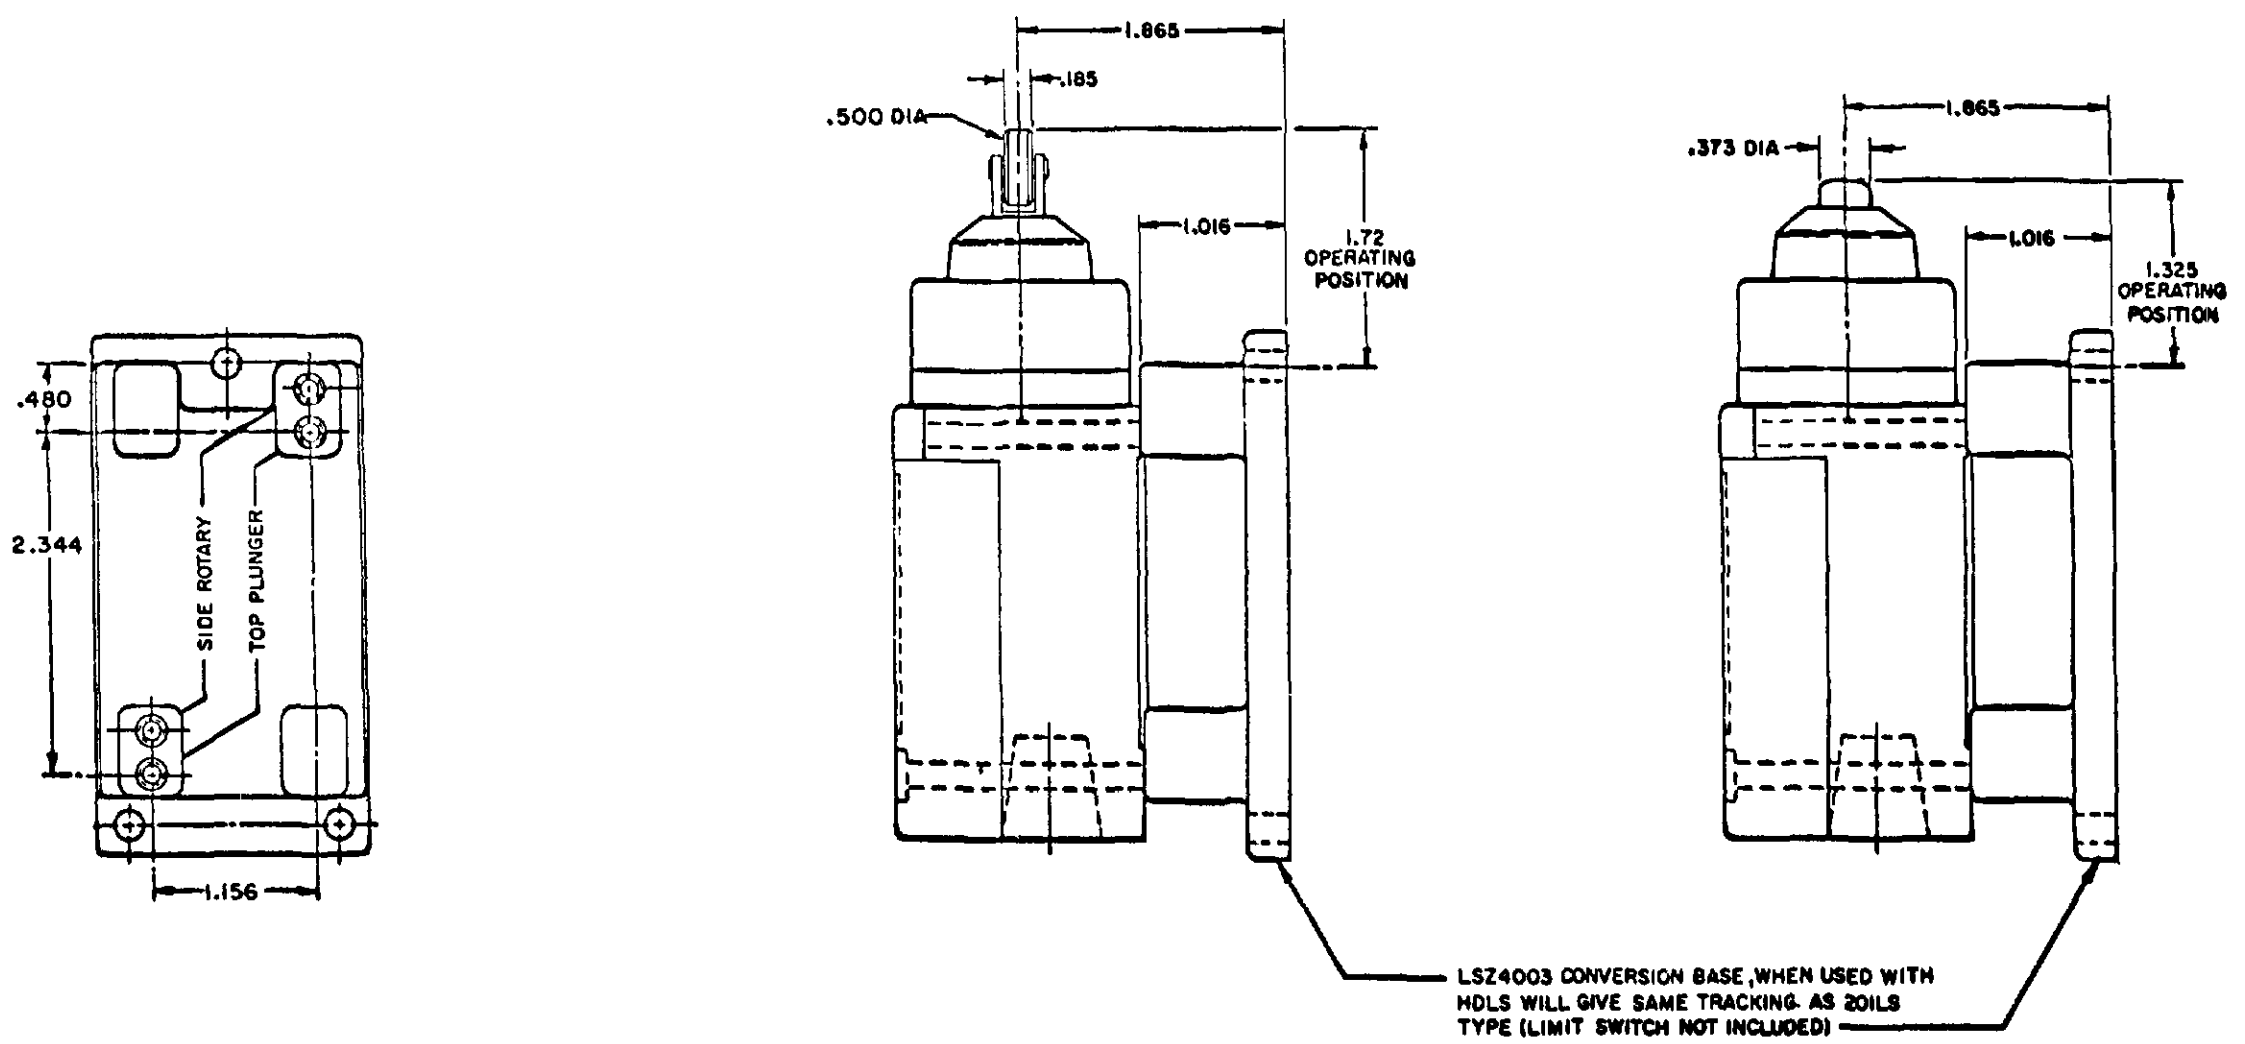 .480
2.344
SIDE ROTARY
TOP PLUNGER
1.156
1.865
.185
.500 DIA
1.016
1.72
OPERATING
POSITION
1.865
.373 DIA
1.016
1.325
OPERATING
POSITION
LSZ4003 CONVERSION BASE, WHEN USED WITH
HDLS WILL GIVE SAME TRACKING AS 201LS
TYPE (LIMIT SWITCH NOT INCLUDED)